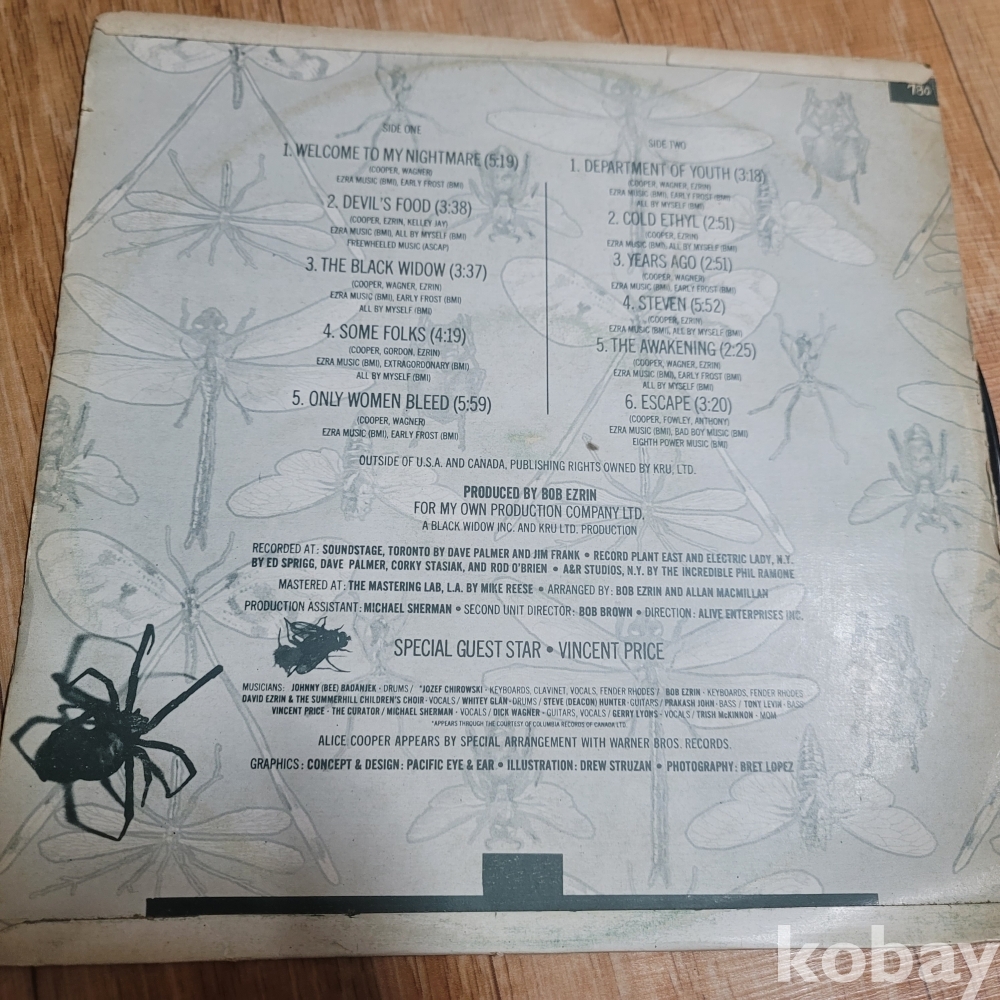 780
SIDE ONE
1. WELCOME TO MY NIGHTMARE (5:19)
(COOPER, WAGNER)
EZRA MUSIC (BMI), EARLY FROST (BMI)
2. DEVIL'S FOOD (3:38)
(COOPER, EZRIN, KELLEY JAY)
EZRA MUSIC (BMI), ALL BY MYSELF (BMI)
FREEWHEELED MUSIC (ASCAP)
3. THE BLACK WIDOW (3:37)
(COOPER, WAGNER, EZRIN)
EZRA MUSIC (BMI), EARLY FROST (BMI)
ALL BY MYSELF (BMI)
4. SOME FOLKS (4:19)
(COOPER, GORDON, EZRIN)
EZRA MUSIC (BMI), EXTRAGORDONARY (BMI)
ALL BY MYSELF (BMI)
5. ONLY WOMEN BLEED (5:59)
(COOPER, WAGNER)
EZRA MUSIC (BMI), EARLY FROST (BMI)
SIDE TWO
1. DEPARTMENT OF YOUTH (3:18)
(COOPER, WAGNER, EZRIN)
EZRA MUSIC (BMI), EARLY FROST (BMI)
ALL BY MYSELF (BMI)
2. COLD ETHYL (2:51)
(COOPER, EZRIN)
EZRA MUSIC (BMI), ALL BY MYSELF (BMI)
3. YEARS AGO (2:51)
(COOPER, WAGNER)
EZRA MUSIC (BMI), EARLY FROST (BMI)
4. STEVEN (5:52)
(COOPER, EZRIN)
EZRA MUSIC (BMI), ALL BY MYSELF (BMI)
5. THE AWAKENING (2:25)
(COOPER, WAGNER, EZRIN)
EZRA MUSIC (BMI), EARLY FROST (BMI)
ALL BY MYSELF (BMI)
6. ESCAPE (3:20)
(COOPER, FOWLEY, ANTHONY)
EZRA MUSIC (BMI), BAD BOY MUSIC (BMI)
EIGHTH POWER MUSIC (BMI)
OUTSIDE OF U.S.A. AND CANADA, PUBLISHING RIGHTS OWNED BY KRU, LTD.
PRODUCED BY BOB EZRIN
FOR MY OWN PRODUCTION COMPANY LTD.
A BLACK WIDOW INC. AND KRU LTD. PRODUCTION
RECORDED AT: SOUNDSTAGE, TORONTO BY DAVE PALMER AND JIM FRANK • RECORD PLANT EAST AND ELECTRIC LADY, N.Y.
BY ED SPRIGG, DAVE PALMER, CORKY STASIAK, AND ROD O'BRIEN • A&R STUDIOS, N.Y. BY THE INCREDIBLE PHIL RAMONE
MASTERED AT: THE MASTERING LAB, L.A. BY MIKE REESE • ARRANGED BY: BOB EZRIN AND ALLAN MACMILLAN
PRODUCTION ASSISTANT: MICHAEL SHERMAN • SECOND UNIT DIRECTOR: BOB BROWN • DIRECTION: ALIVE ENTERPRISES INC.
SPECIAL GUEST STAR • VINCENT PRICE
MUSICIANS: JOHNNY (BEE) BADANJEK - DRUMS / *JOZEF CHIROWSKI - KEYBOARDS, CLAVINET, VOCALS, FENDER RHODES / BOB EZRIN - KEYBOARDS, FENDER RHODES
DAVID EZRIN & THE SUMMERHILL CHILDREN'S CHOIR - VOCALS / WHITEY GLAN - DRUMS / STEVE (DEACON) HUNTER - GUITARS / PRAKASH JOHN - BASS / TONY LEVIN - BASS
VINCENT PRICE - THE CURATOR / MICHAEL SHERMAN - VOCALS / DICK WAGNER - GUITARS, VOCALS / GERRY LYONS - VOCALS / TRISH McKINNON - MOM
*APPEARS THROUGH THE COURTESY OF COLUMBIA RECORDS OF CANADA LTD.
ALICE COOPER APPEARS BY SPECIAL ARRANGEMENT WITH WARNER BROS. RECORDS.
GRAPHICS: CONCEPT & DESIGN: PACIFIC EYE & EAR • ILLUSTRATION: DREW STRUZAN • PHOTOGRAPHY: BRET LOPEZ
kobay